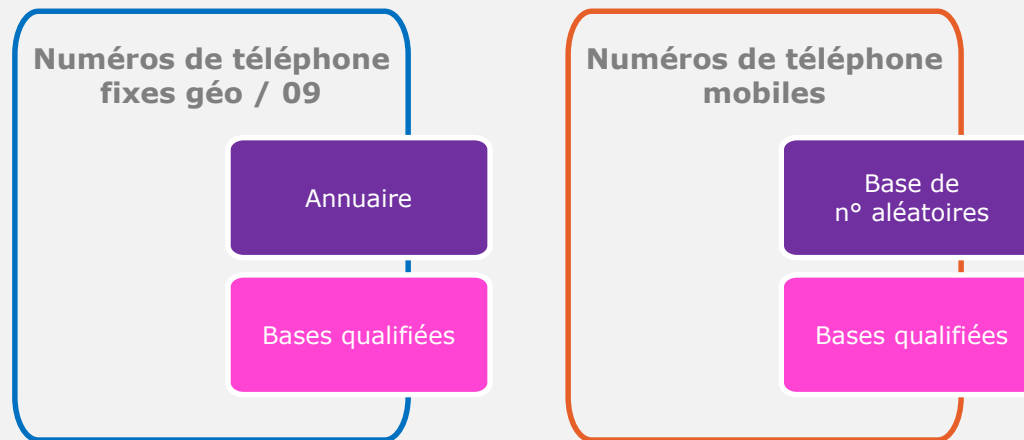 Numéros de téléphone
fixes géo / 09
Annuaire
Bases qualifiées
Numéros de téléphone
mobiles
Base de
n° aléatoires
Bases qualifiées